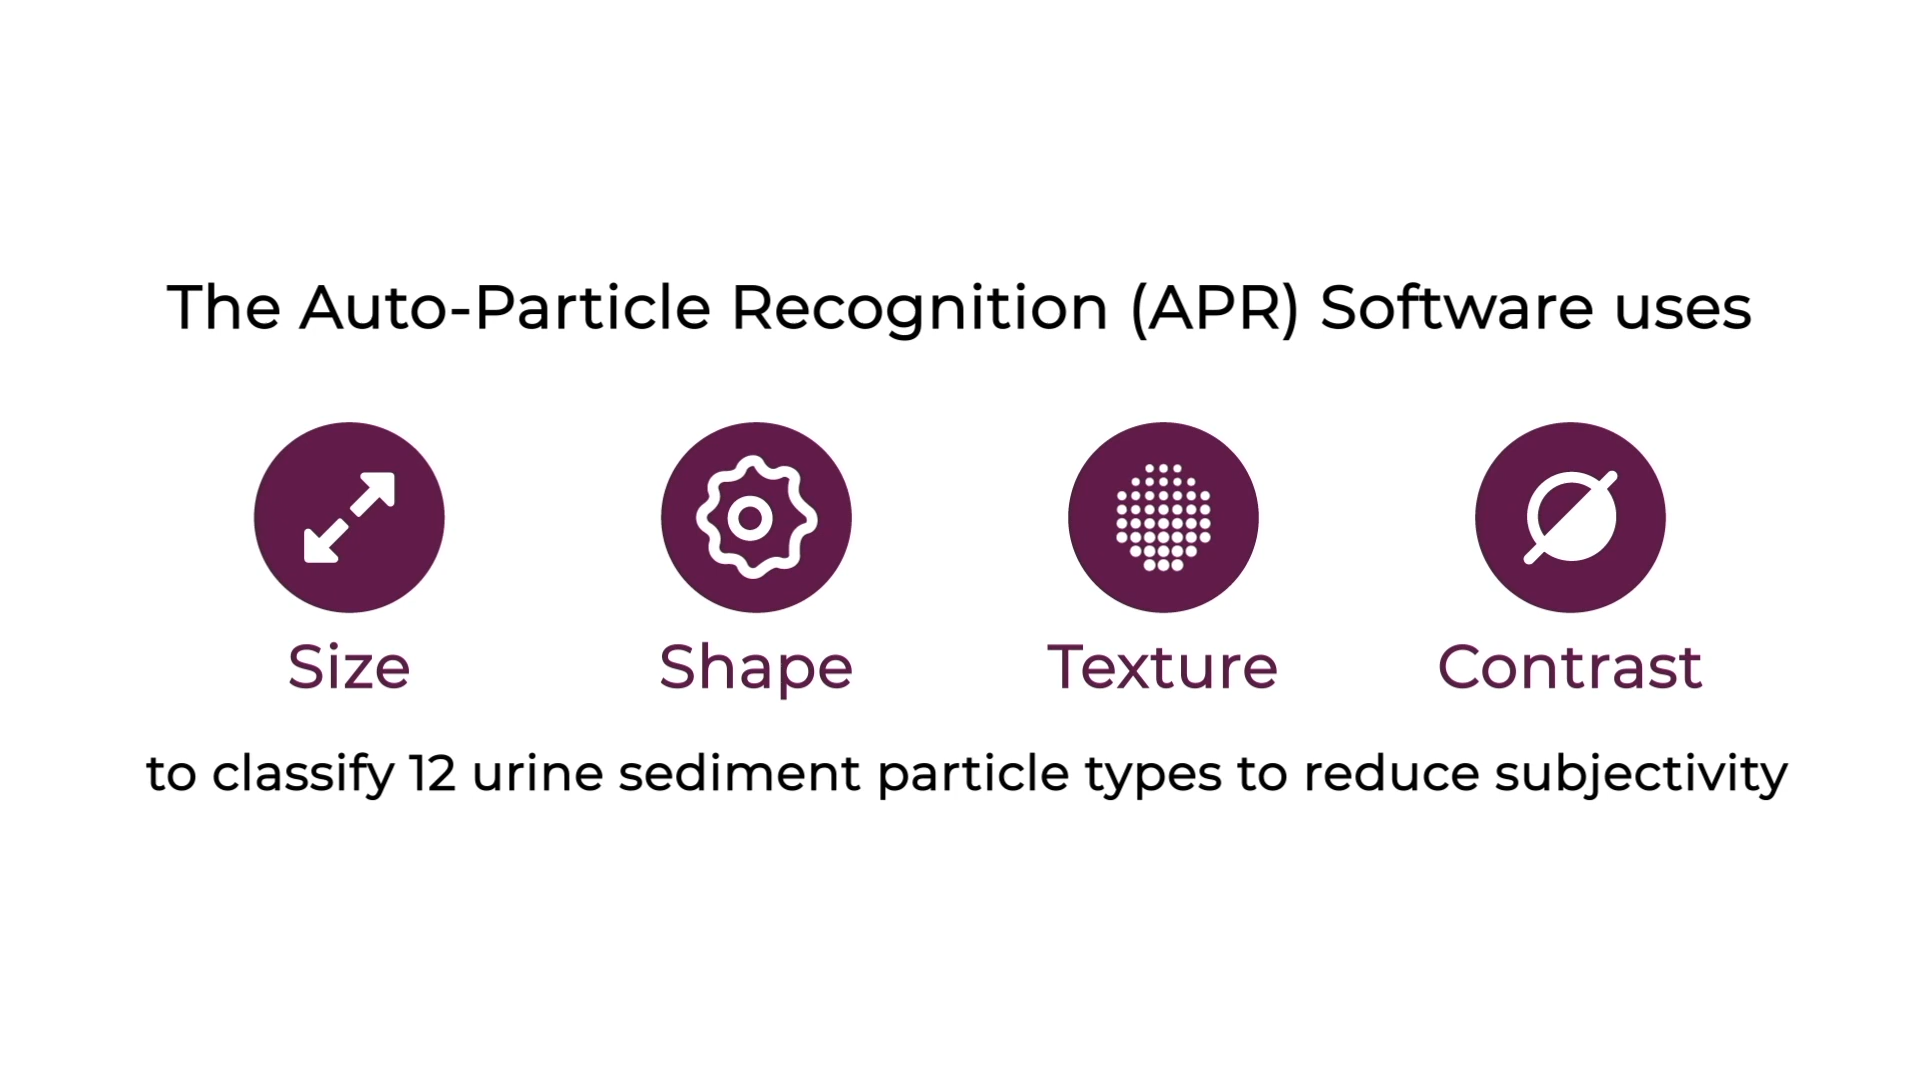 The Auto-Particle Recognition (APR) Software uses
Size
Shape
Texture
Contrast
to classify 12 urine sediment particle types to reduce subjectivity